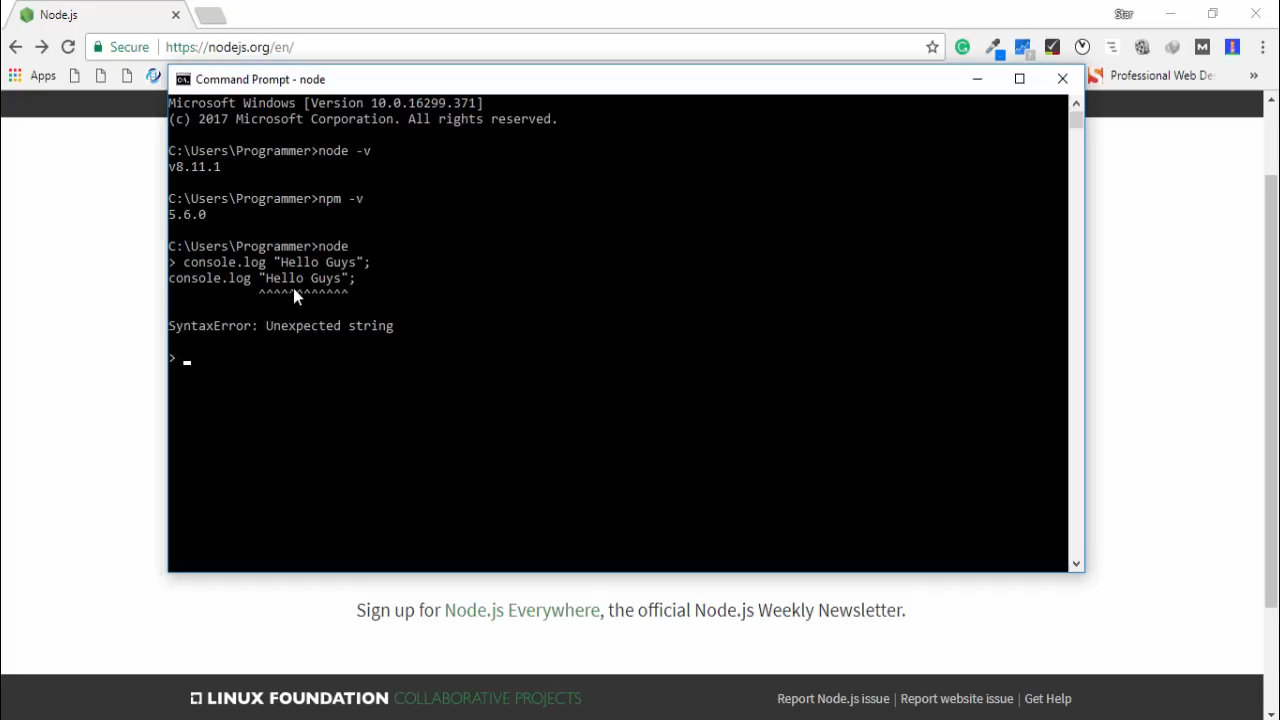 Node.js
Star
Secure
https://nodejs.org/en/
Apps
Professional Web De
Command Prompt - node
Microsoft Windows [Version 10.0.16299.371]
(c) 2017 Microsoft Corporation. All rights reserved.
C:\Users\Programmer>node -v
v8.11.1
C:\Users\Programmer>npm -v
5.6.0
C:\Users\Programmer>node
> console.log "Hello Guys";
console.log "Hello Guys";
^^^^^^^^^^^^
SyntaxError: Unexpected string
> _
Sign up for Node.js Everywhere, the official Node.js Weekly Newsletter.
LINUX FOUNDATION COLLABORATIVE PROJECTS
Report Node.js issue | Report website issue | Get Help